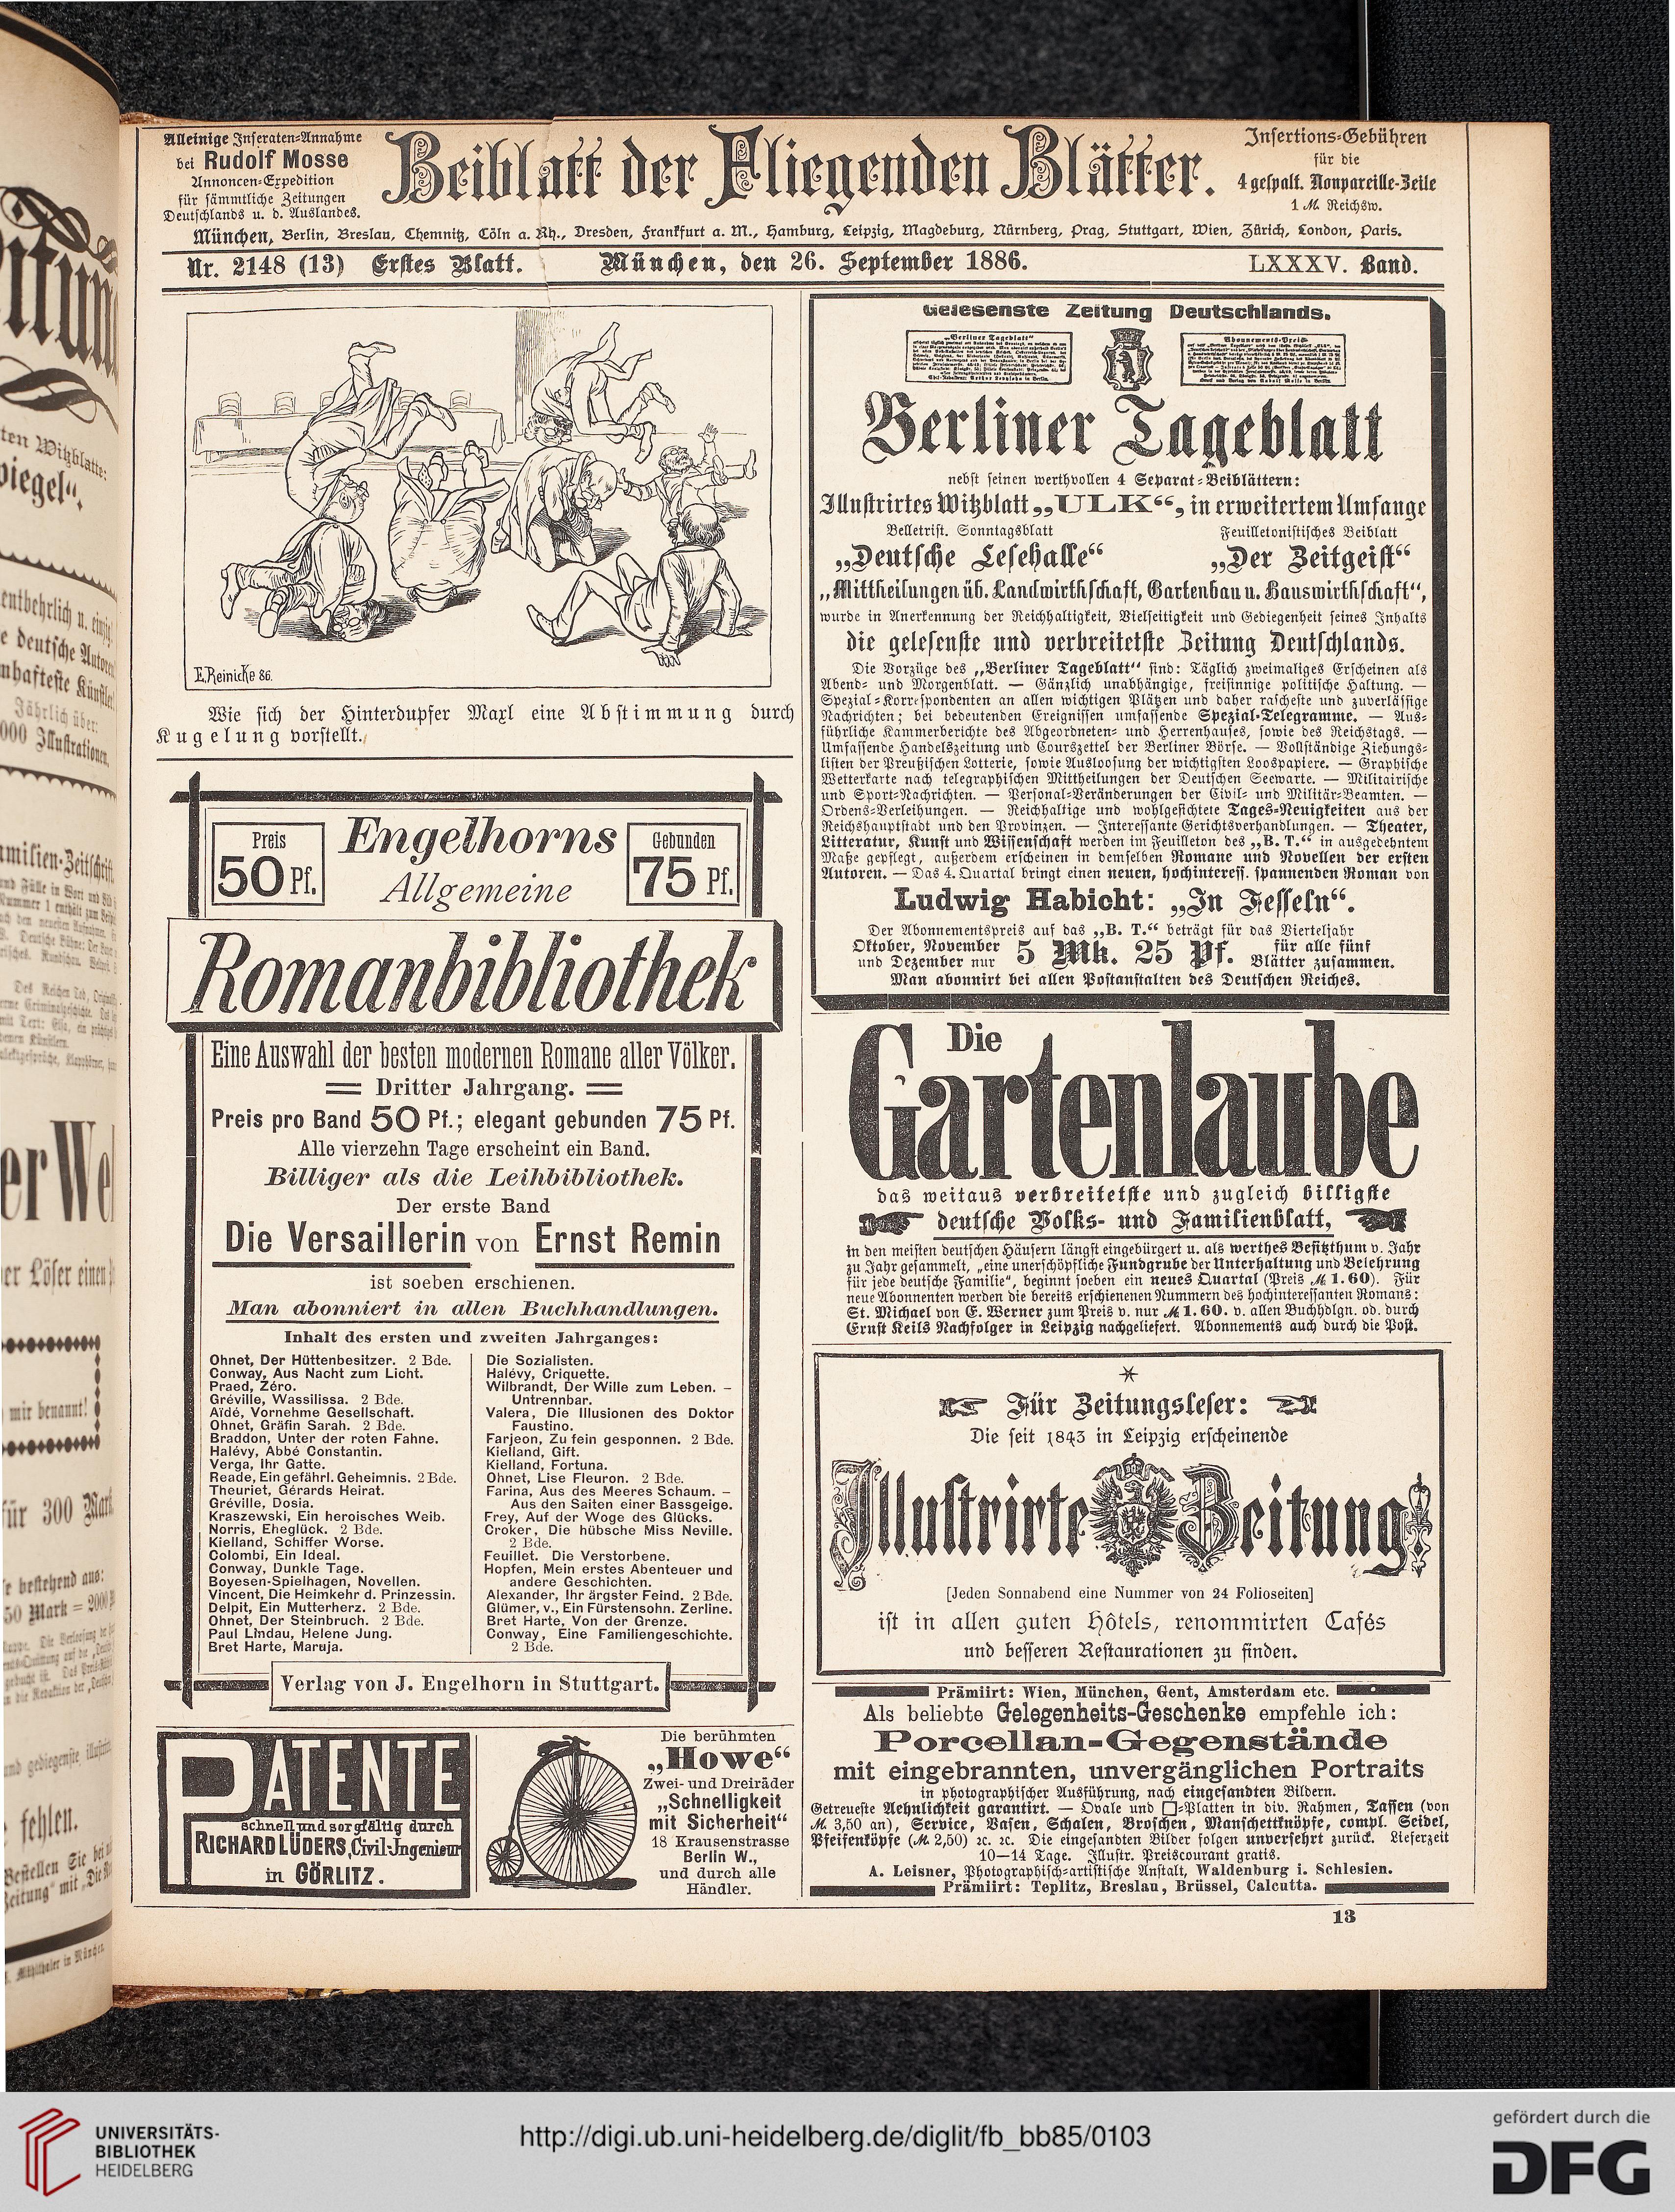 Alleinige Inseraten-Annahme
bei Rudolf Mosse
Annoncen-Expedition
für sämmtliche Zeitungen
Deutschlands u. d. Auslandes.
Beiblatt der Fliegenden Blätter.
Insertions-Gebühren
für die
4 gespalt. Nonpareille-Zeile
1 M. Reichsw.
München, Berlin, Breslau, Chemnitz, Cöln a. Rh., Dresden, Frankfurt a. M., Hamburg, Leipzig, Magdeburg, Nürnberg, Prag, Stuttgart, Wien, Zürich, London, Paris.
Nr. 2148 (13) Erstes Blatt. München, den 26. September 1886. LXXXV. Band.
E. Reinicke 86.
Wie sich der Hinterdupfer Maxl eine Abstimmung durch
Kugelung vorstellt.
Preis
50 Pf.
Engelhorns
Allgemeine
Gebunden
75 Pf.
Romanbibliothek
Eine Auswahl der besten modernen Romane aller Völker.
Dritter Jahrgang.
Preis pro Band 50 Pf.; elegant gebunden 75 Pf.
Alle vierzehn Tage erscheint ein Band.
Billiger als die Leihbibliothek.
Der erste Band
Die Versaillerin von Ernst Remin
ist soeben erschienen.
Man abonniert in allen Buchhandlungen.
Inhalt des ersten und zweiten Jahrganges:
Ohnet, Der Hüttenbesitzer. 2 Bde.
Conway, Aus Nacht zum Licht.
Praed, Zéro.
Gréville, Wassilissa. 2 Bde.
Aïdé, Vornehme Gesellschaft.
Ohnet, Gräfin Sarah. 2 Bde.
Braddon, Unter der roten Fahne.
Halévy, Abbé Constantin.
Verga, Ihr Gatte.
Reade, Ein gefährl. Geheimnis. 2 Bde.
Theuriet, Gérards Heirat.
Gréville, Dosia.
Kraszewski, Ein heroisches Weib.
Norris, Eheglück. 2 Bde.
Kielland, Schiffer Worse.
Colombi, Ein Ideal.
Conway, Dunkle Tage.
Boyesen-Spielhagen, Novellen.
Vincent, Die Heimkehr d. Prinzessin.
Delpit, Ein Mutterherz. 2 Bde.
Ohnet, Der Steinbruch. 2 Bde.
Paul Lindau, Helene Jung.
Bret Harte, Maruja.
Die Sozialisten.
Halévy, Criquette.
Wilbrandt, Der Wille zum Leben. –
Untrennbar.
Valera, Die Illusionen des Doktor
Faustino.
Farjeon, Zu fein gesponnen. 2 Bde.
Kielland, Gift.
Kielland, Fortuna.
Ohnet, Lise Fleuron. 2 Bde.
Farina, Aus des Meeres Schaum. –
Aus den Saiten einer Bassgeige.
Frey, Auf der Woge des Glücks.
Croker, Die hübsche Miss Neville.
2 Bde.
Feuillet. Die Verstorbene.
Hopfen, Mein erstes Abenteuer und
andere Geschichten.
Alexander, Ihr ärgster Feind. 2 Bde.
Glümer, v., Ein Fürstensohn. Zerline.
Bret Harte, Von der Grenze.
Conway, Eine Familiengeschichte.
2 Bde.
Verlag von J. Engelhorn in Stuttgart.
PATENTE
schnell und sorgfältig durch
RICHARD LÜDERS, Civil-Ingenieur
in GÖRLITZ.
Die berühmten
„Howe“
Zwei- und Dreiräder
„Schnelligkeit
mit Sicherheit“
18 Krausenstrasse
Berlin W.,
und durch alle
Händler.
Gelesenste Zeitung Deutschlands.
„Berliner Tageblatt“
Abonnements-Preis
Berliner Tageblatt
nebst seinen werthvollen 4 Separat-Beiblättern:
Illustrirtes Witzblatt „ULK“, in erweitertem Umfange
Belletrist. Sonntagsblatt
Feuilletonistisches Beiblatt
„Deutsche Lesehalle“ „Der Zeitgeist“
„Mittheilungen üb. Landwirthschaft, Gartenbau u. Hauswirthschaft“,
wurde in Anerkennung der Reichhaltigkeit, Vielseitigkeit und Gediegenheit seines Inhalts
die gelesenste und verbreitetste Zeitung Deutschlands.
Die Vorzüge des „Berliner Tageblatt“ sind: Täglich zweimaliges Erscheinen als
Abend- und Morgenblatt. — Gänzlich unabhängige, freisinnige politische Haltung. —
Spezial-Korrespondenten an allen wichtigen Plätzen und daher rascheste und zuverlässige
Nachrichten; bei bedeutenden Ereignissen umfassende Spezial-Telegramme. — Aus-
führliche Kammerberichte des Abgeordneten- und Herrenhauses, sowie des Reichstags. —
Umfassende Handelszeitung und Courszettel der Berliner Börse. — Vollständige Ziehungs-
listen der Preußischen Lotterie, sowie Ausloosung der wichtigsten Loospapiere. — Graphische
Wetterkarte nach telegraphischen Mittheilungen der Deutschen Seewarte. — Militairische
und Sport-Nachrichten. — Personal-Veränderungen der Civil- und Militär-Beamten. —
Ordens-Verleihungen. — Reichhaltige und wohlgesichtete Tages-Neuigkeiten aus der
Reichshauptstadt und den Provinzen. — Interessante Gerichtsverhandlungen. — Theater,
Litteratur, Kunst und Wissenschaft werden im Feuilleton des „B. T.“ in ausgedehntem
Maße gepflegt, außerdem erscheinen in demselben Romane und Novellen der ersten
Autoren. — Das 4. Quartal bringt einen neuen, hochinteress. spannenden Roman von
Ludwig Habicht: „In Fesseln“.
Der Abonnementspreis auf das „B. T.“ beträgt für das Vierteljahr
Oktober, November
und Dezember nur
5 Mk. 25 Pf.
für alle fünf
Blätter zusammen.
Man abonnirt bei allen Postanstalten des Deutschen Reiches.
Die
Gartenlaube
das weitaus verbreitetste und zugleich billigste
deutsche Volks- und Familienblatt,
in den meisten deutschen Häusern längst eingebürgert u. als werthes Besitzthum v. Jahr
zu Jahr gesammelt, „eine unerschöpfliche Fundgrube der Unterhaltung und Belehrung
für jede deutsche Familie“, beginnt soeben ein neues Quartal (Preis M 1. 60). Für
neue Abonnenten werden die bereits erschienenen Nummern des hochinteressanten Romans:
St. Michael von E. Werner zum Preis v. nur M 1. 60. v. allen Buchhdlgn. od. durch
Ernst Keils Nachfolger in Leipzig nachgeliefert. Abonnements auch durch die Post.
Für Zeitungsleser:
Die seit 1843 in Leipzig erscheinende
Illustrirte Zeitung
[Jeden Sonnabend eine Nummer von 24 Folioseiten]
ist in allen guten Hôtels, renommirten Cafés
und besseren Restaurationen zu finden.
Prämiirt: Wien, München, Gent, Amsterdam etc.
Als beliebte Gelegenheits-Geschenke empfehle ich:
Porcellan-Gegenstände
mit eingebrannten, unvergänglichen Portraits
in photographischer Ausführung, nach eingesandten Bildern.
Getreueste Aehnlichkeit garantirt. — Ovale und □-Platten in div. Rahmen, Tassen (von
M. 3,50 an), Service, Vasen, Schalen, Broschen, Manschettknöpfe, compl. Seidel,
Pfeifenköpfe (M. 2,50) ꝛc. ꝛc. Die eingesandten Bilder folgen unversehrt zurück. Lieferzeit
10—14 Tage. Illustr. Preiscourant gratis.
A. Leisner, Photographisch-artistische Anstalt, Waldenburg i. Schlesien.
Prämiirt: Teplitz, Breslau, Brüssel, Calcutta.
13
UNIVERSITÄTS-
BIBLIOTHEK
HEIDELBERG
http://digi.ub.uni-heidelberg.de/diglit/fb_bb85/0103
gefördert durch die
DFG